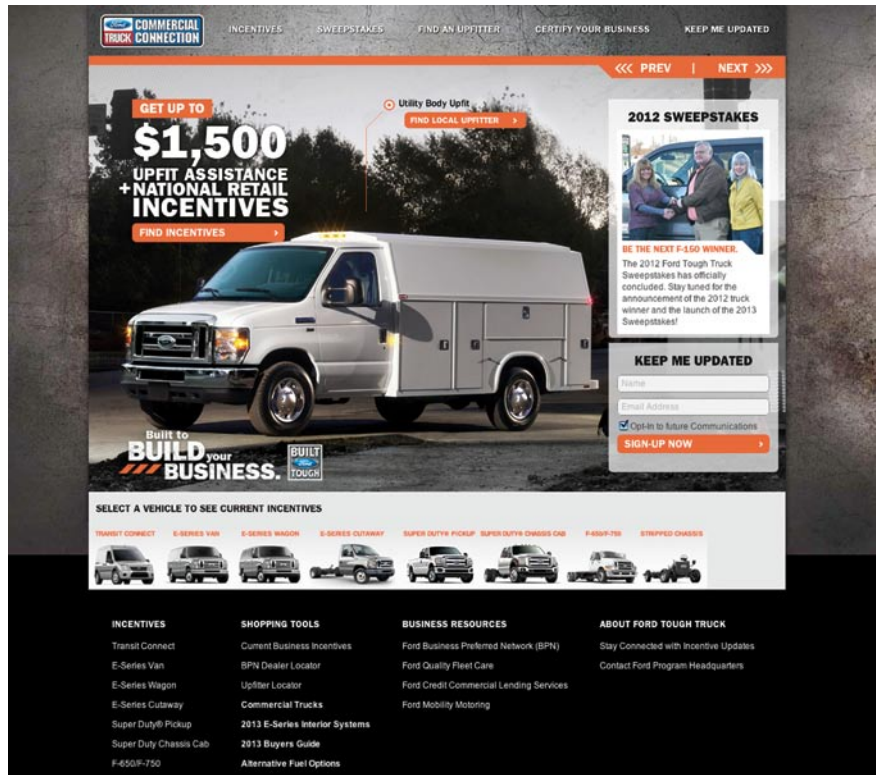 Ford
TRUCK
COMMERCIAL
CONNECTION
INCENTIVES
SWEEPSTAKES
FIND AN UPFITTER
CERTIFY YOUR BUSINESS
KEEP ME UPDATED
<<< PREV | NEXT >>>
GET UP TO
$1,500
UPFIT ASSISTANCE
+NATIONAL RETAIL
INCENTIVES
FIND INCENTIVES >
Utility Body Upfit
FIND LOCAL UPFITTER >
2012 SWEEPSTAKES
BE THE NEXT F-150 WINNER.
The 2012 Ford Tough Truck
Sweepstakes has officially
concluded. Stay tuned for the
announcement of the 2012 truck
winner and the launch of the 2013
Sweepstakes!
KEEP ME UPDATED
Name
Email Address
Opt-In to future Communications
SIGN-UP NOW >
Built to
BUILD your
BUSINESS.
BUILT
Ford
TOUGH
SELECT A VEHICLE TO SEE CURRENT INCENTIVES
TRANSIT CONNECT
E-SERIES VAN
E-SERIES WAGON
E-SERIES CUTAWAY
SUPER DUTY® PICKUP
SUPER DUTY® CHASSIS CAB
F-650/F-750
STRIPPED CHASSIS
INCENTIVES
Transit Connect
E-Series Van
E-Series Wagon
E-Series Cutaway
Super Duty® Pickup
Super Duty Chassis Cab
F-650/F-750
SHOPPING TOOLS
Current Business Incentives
BPN Dealer Locator
Upfitter Locator
Commercial Trucks
2013 E-Series Interior Systems
2013 Buyers Guide
Alternative Fuel Options
BUSINESS RESOURCES
Ford Business Preferred Network (BPN)
Ford Quality Fleet Care
Ford Credit Commercial Lending Services
Ford Mobility Motoring
ABOUT FORD TOUGH TRUCK
Stay Connected with Incentive Updates
Contact Ford Program Headquarters